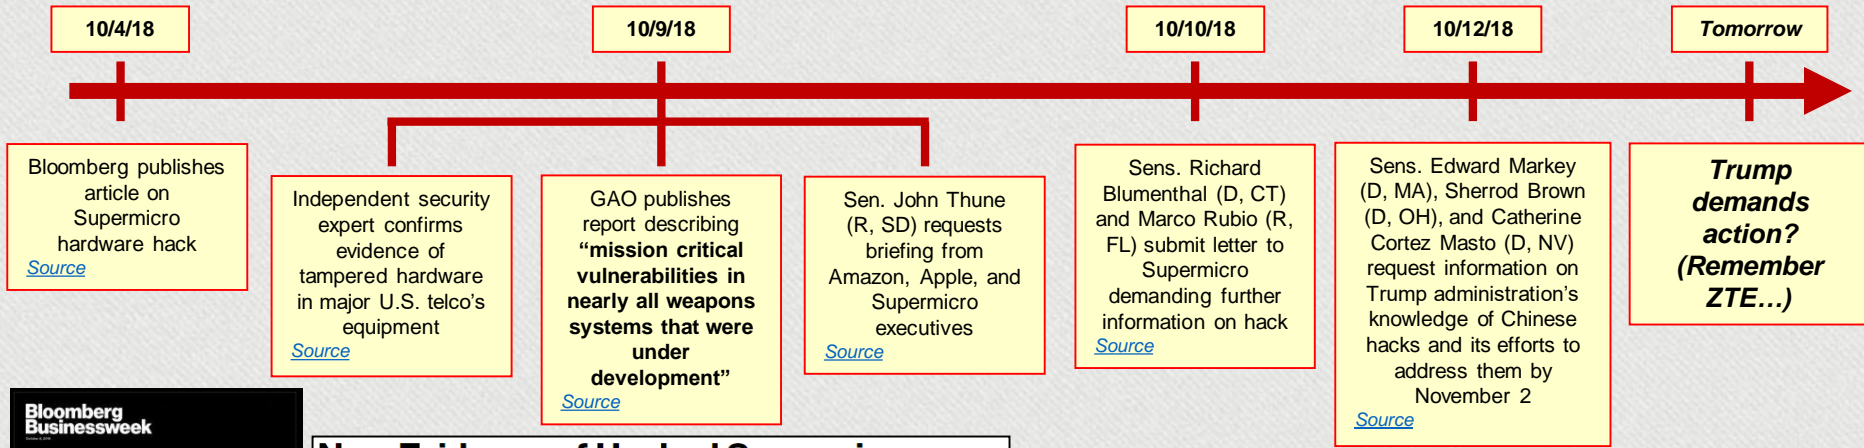 10/4/18
10/9/18
10/10/18
10/12/18
Tomorrow
Bloomberg publishes
article on
Supermicro
hardware hack
Source
Independent security
expert confirms
evidence of
tampered hardware
in major U.S. telco's
equipment
Source
GAO publishes
report describing
“mission critical
vulnerabilities in
nearly all weapons
systems that were
under
development”
Source
Sen. John Thune
(R, SD) requests
briefing from
Amazon, Apple, and
Supermicro
executives
Source
Sens. Richard
Blumenthal (D, CT)
and Marco Rubio (R,
FL) submit letter to
Supermicro
demanding further
information on hack
Source
Sens. Edward Markey
(D, MA), Sherrod Brown
(D, OH), and Catherine
Cortez Masto (D, NV)
request information on
Trump administration's
knowledge of Chinese
hacks and its efforts to
address them by
November 2
Source
Trump
demands
action?
(Remember
ZTE…)
Bloomberg
Businessweek